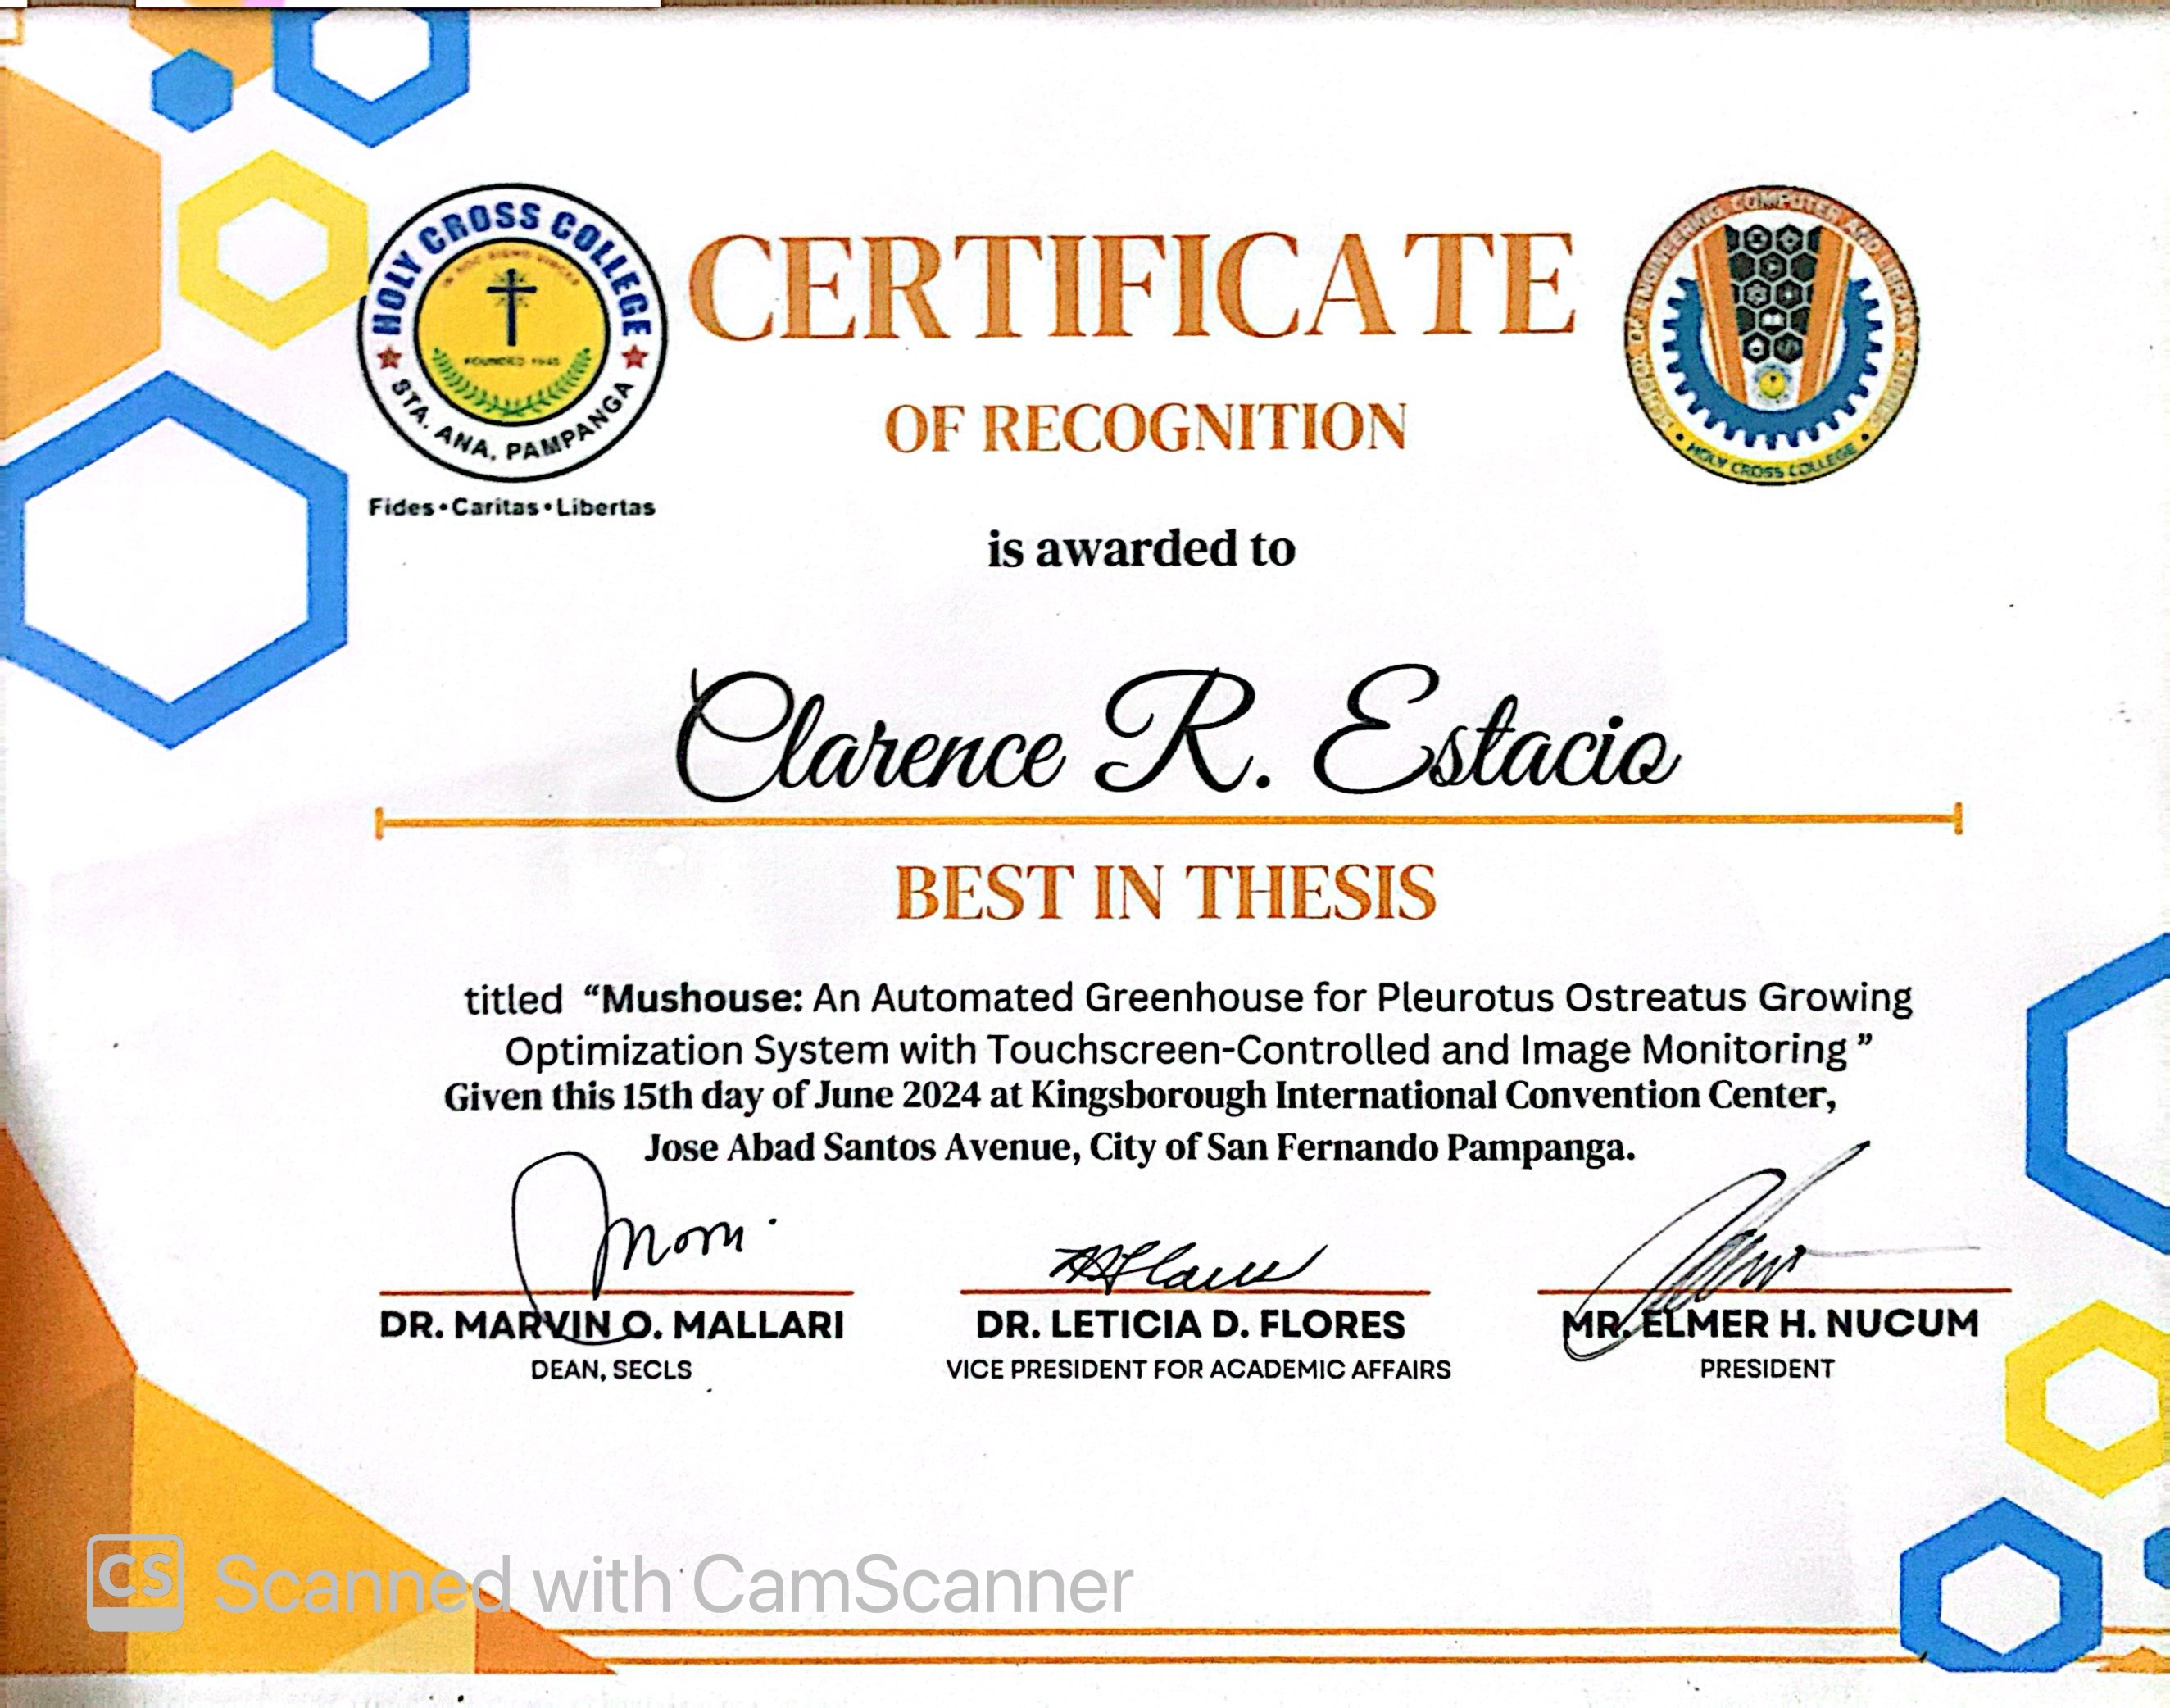 HOLY CROSS COLLEGE
IN HOC SIGNO VINCES
FOUNDED 1945
STA. ANA, PAMPANGA
Fides • Caritas • Libertas
CERTIFICATE
OF RECOGNITION
SCHOOL OF ENGINEERING, COMPUTER AND LIBRARY STUDIES
• HOLY CROSS COLLEGE •
is awarded to
Clarence R. Estacio
BEST IN THESIS
titled “Mushouse: An Automated Greenhouse for Pleurotus Ostreatus Growing
Optimization System with Touchscreen-Controlled and Image Monitoring ”
Given this 15th day of June 2024 at Kingsborough International Convention Center,
Jose Abad Santos Avenue, City of San Fernando Pampanga.
DR. MARVIN O. MALLARI
DEAN, SECLS
DR. LETICIA D. FLORES
VICE PRESIDENT FOR ACADEMIC AFFAIRS
MR. ELMER H. NUCUM
PRESIDENT
CS Scanned with CamScanner